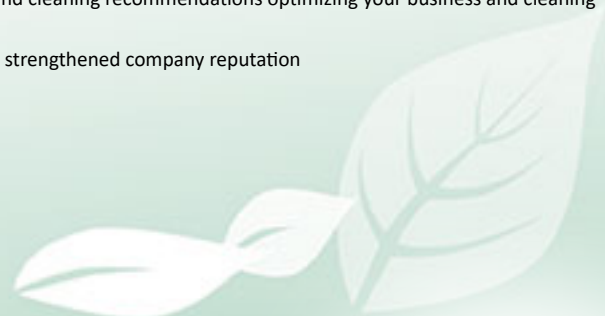 nd cleaning recommendations optimizing your business and cleaning
strengthened company reputation